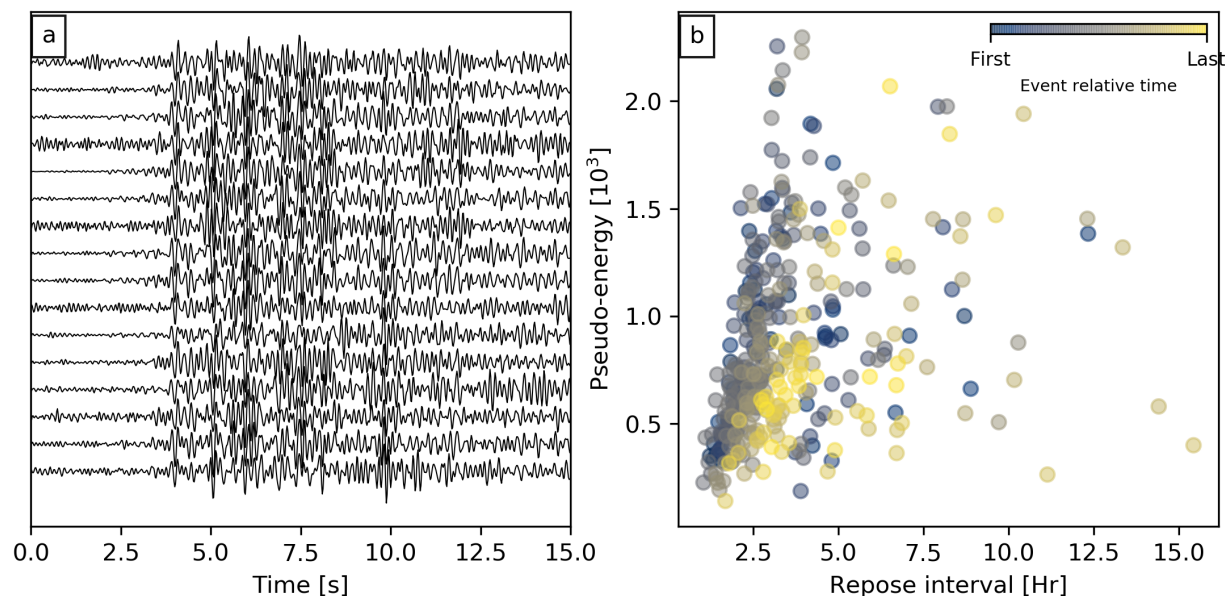 a
0.0 2.5 5.0 7.5 10.0 12.5 15.0
Time [s]
b
First Last
Event relative time
Pseudo-energy [10³]
2.0
1.5
1.0
0.5
2.5 5.0 7.5 10.0 12.5 15.0
Repose interval [Hr]